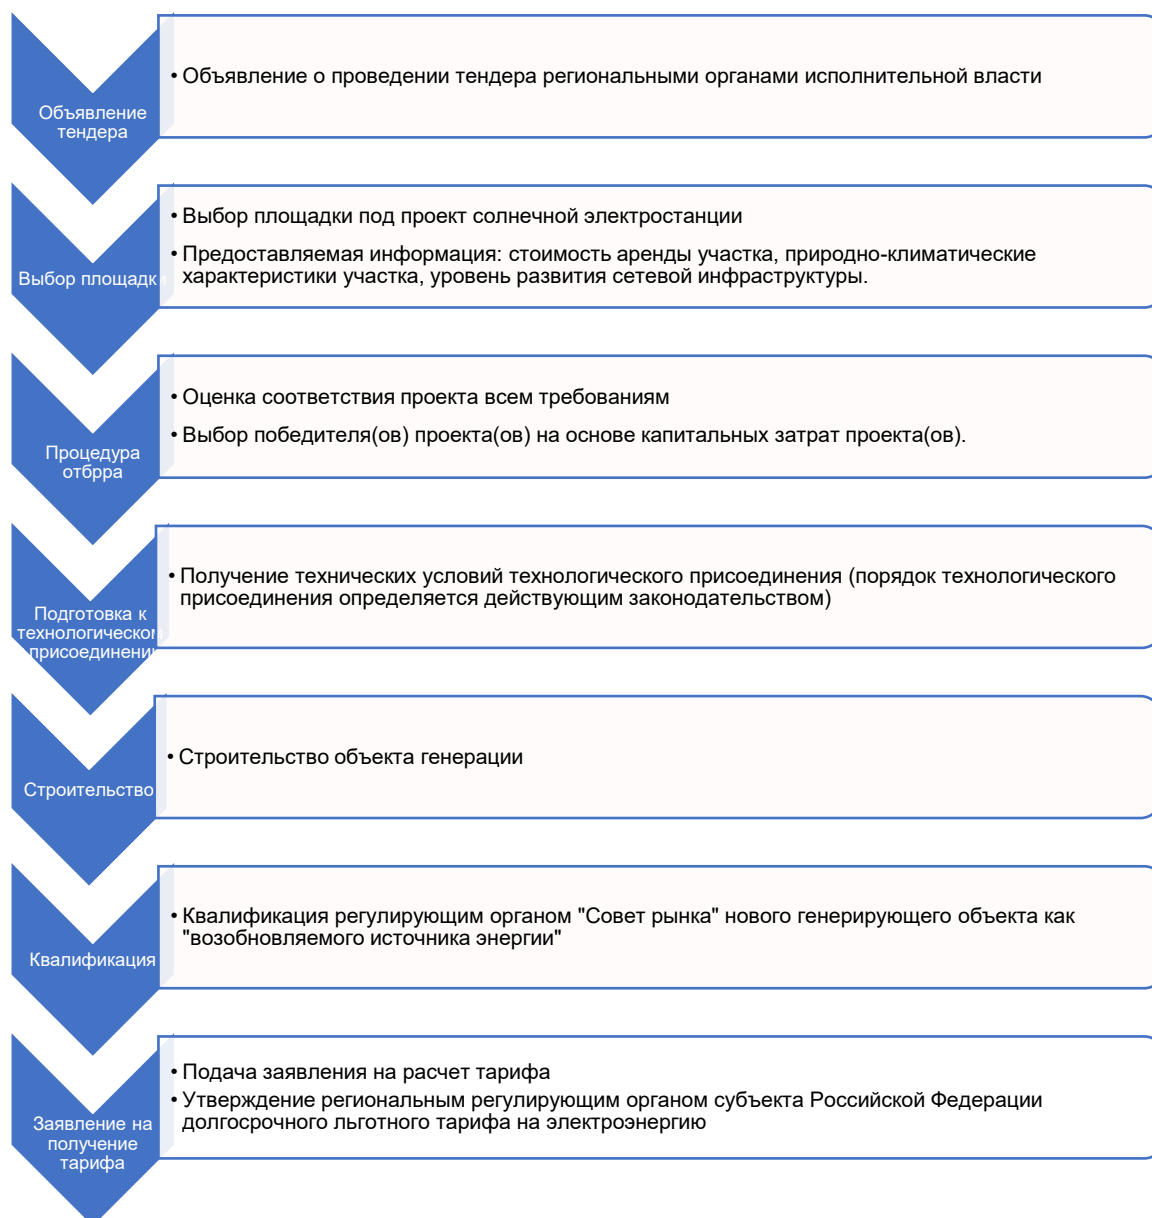 Объявление
тендера
• Объявление о проведении тендера региональными органами исполнительной власти
Выбор площадки
• Выбор площадки под проект солнечной электростанции
• Предоставляемая информация: стоимость аренды участка, природно-климатические
характеристики участка, уровень развития сетевой инфраструктуры.
Процедура
отбрра
• Оценка соответствия проекта всем требованиям
• Выбор победителя(ов) проекта(ов) на основе капитальных затрат проекта(ов).
Подготовка к
технологическом
присоединени
• Получение технических условий технологического присоединения (порядок технологического
присоединения определяется действующим законодательством)
Строительство
• Строительство объекта генерации
Квалификация
• Квалификация регулирующим органом "Совет рынка" нового генерирующего объекта как
"возобновляемого источника энергии"
Заявление на
получение
тарифа
• Подача заявления на расчет тарифа
• Утверждение региональным регулирующим органом субъекта Российской Федерации
долгосрочного льготного тарифа на электроэнергию